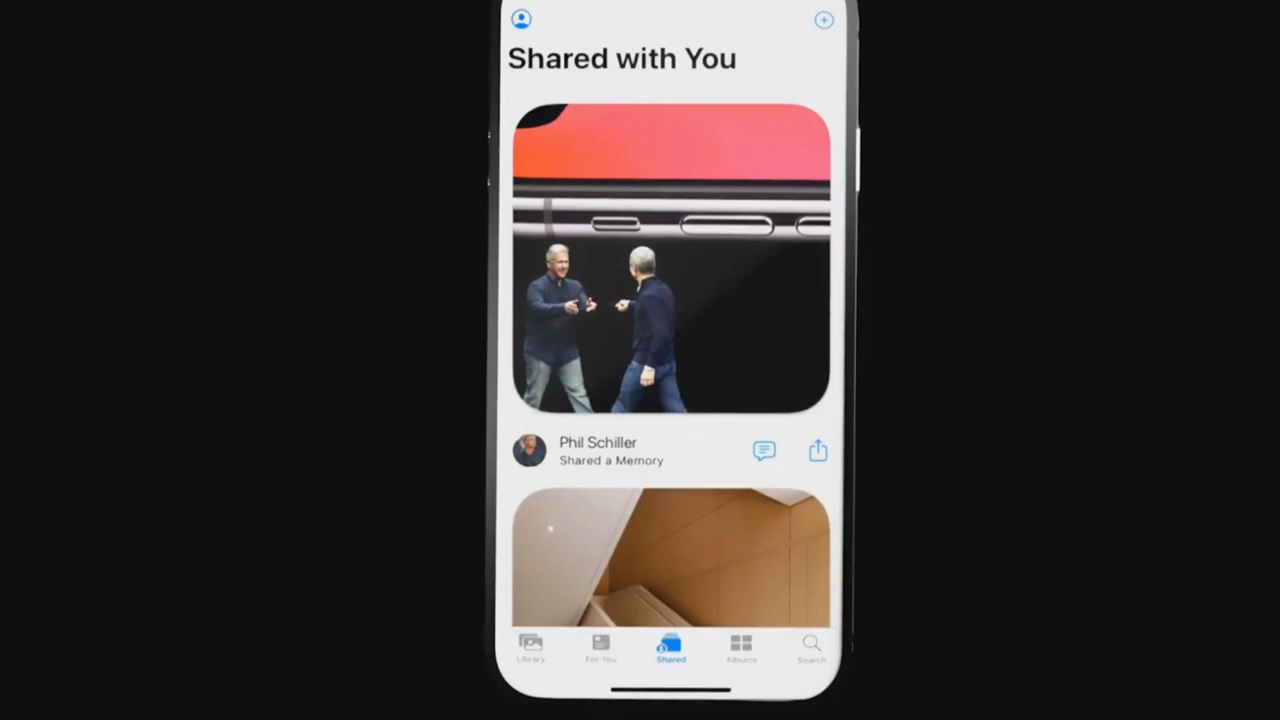 Shared with You
Phil Schiller
Shared a Memory
Library
For You
Shared
Albums
Search